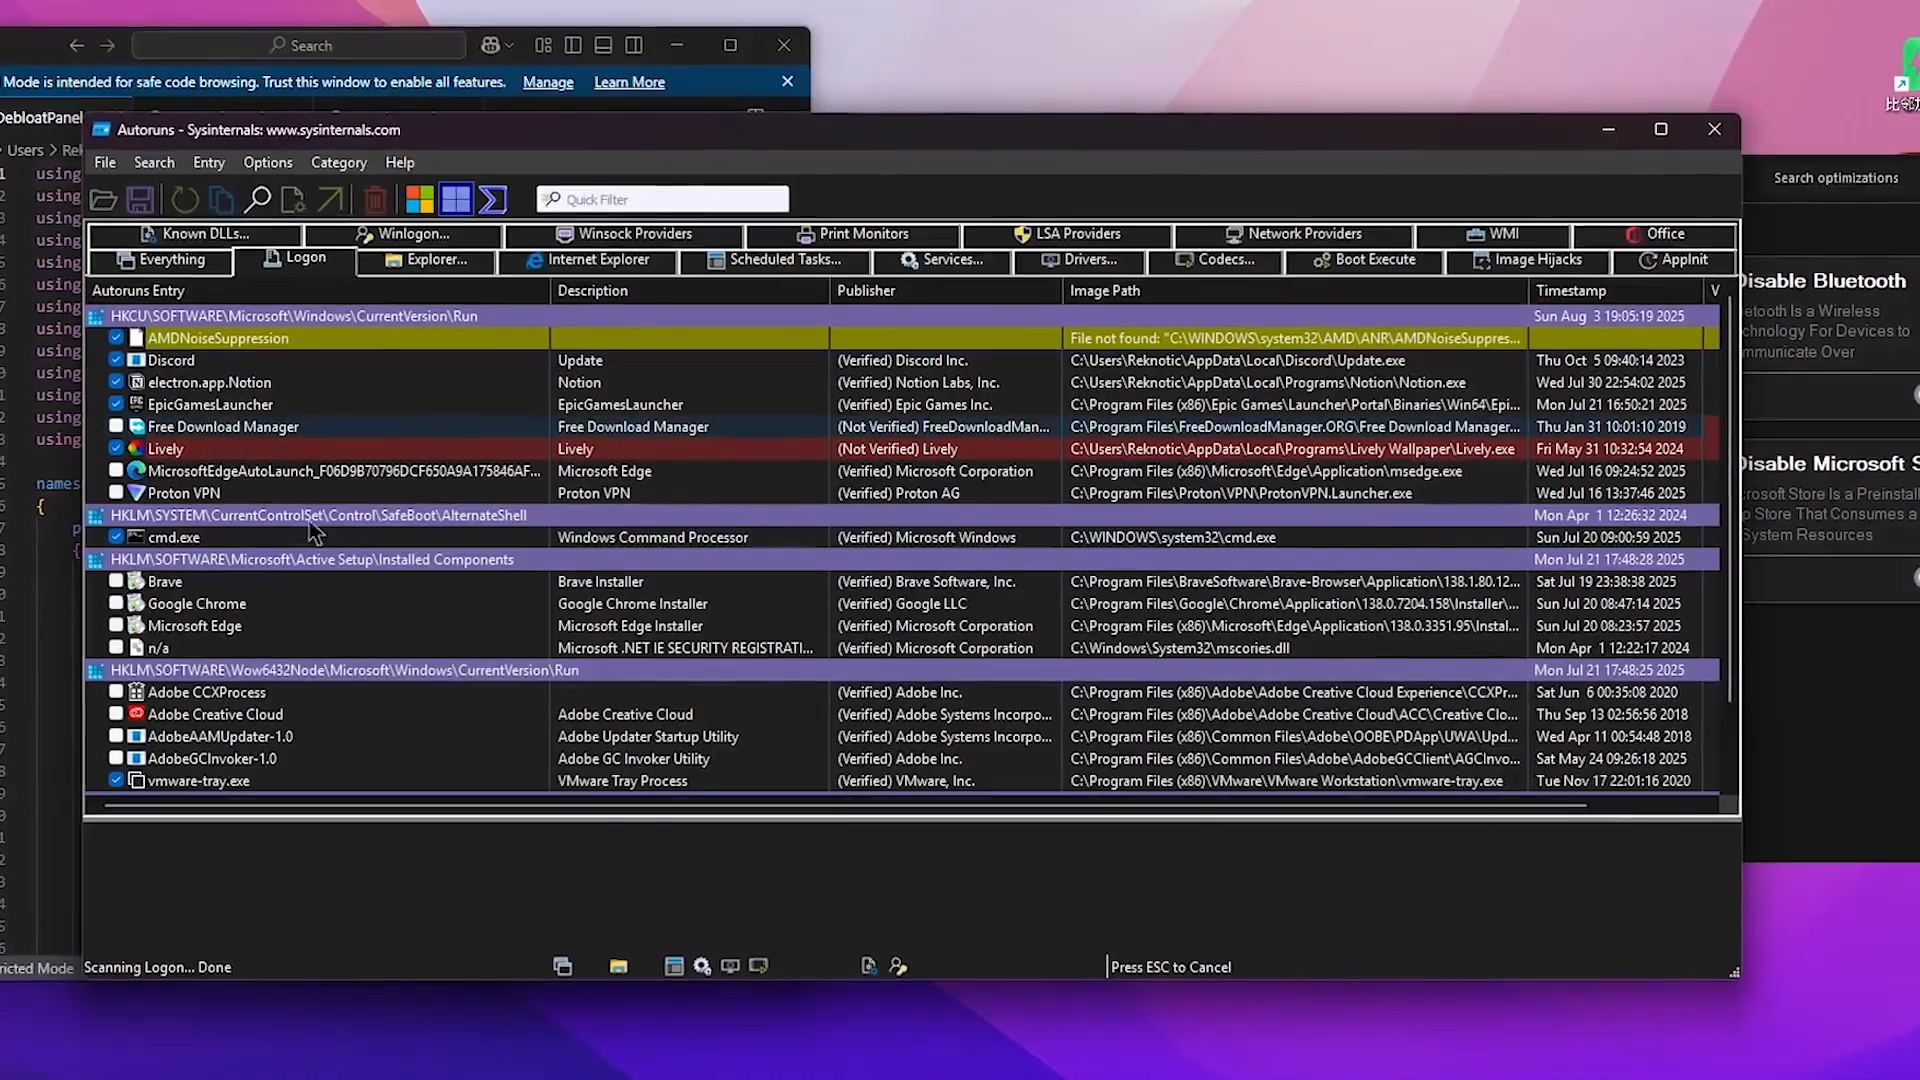 Search
Mode is intended for safe code browsing. Trust this window to enable all features. Manage Learn More
DebloatPanel
Users > Rek
using
using
using
using
using
using
using
using
using
using
using
using
using
names
{
Autoruns - Sysinternals: www.sysinternals.com
File Search Entry Options Category Help
Quick Filter
Known DLLs... Winlogon... Winsock Providers Print Monitors LSA Providers Network Providers WMI Office
Everything Logon Explorer... Internet Explorer Scheduled Tasks... Services... Drivers... Codecs... Boot Execute Image Hijacks AppInit
Autoruns Entry Description Publisher Image Path Timestamp V
HKCU\SOFTWARE\Microsoft\Windows\CurrentVersion\Run Sun Aug 3 19:05:19 2025
AMDNoiseSuppression File not found: "C:\WINDOWS\system32\AMD\ANR\AMDNoiseSuppres...
Discord Update (Verified) Discord Inc. C:\Users\Reknotic\AppData\Local\Discord\Update.exe Thu Oct 5 09:40:14 2023
electron.app.Notion Notion (Verified) Notion Labs, Inc. C:\Users\Reknotic\AppData\Local\Programs\Notion\Notion.exe Wed Jul 30 22:54:02 2025
EpicGamesLauncher EpicGamesLauncher (Verified) Epic Games Inc. C:\Program Files (x86)\Epic Games\Launcher\Portal\Binaries\Win64\Epi... Mon Jul 21 16:50:21 2025
Free Download Manager Free Download Manager (Not Verified) FreeDownloadMan... C:\Program Files\FreeDownloadManager.ORG\Free Download Manager... Thu Jan 31 10:01:10 2019
Lively Lively (Not Verified) Lively C:\Users\Reknotic\AppData\Local\Programs\Lively Wallpaper\Lively.exe Fri May 31 10:32:54 2024
MicrosoftEdgeAutoLaunch_F06D9B70796DCF650A9A175846AF... Microsoft Edge (Verified) Microsoft Corporation C:\Program Files (x86)\Microsoft\Edge\Application\msedge.exe Wed Jul 16 09:24:52 2025
Proton VPN Proton VPN (Verified) Proton AG C:\Program Files\Proton\VPN\ProtonVPN.Launcher.exe Wed Jul 16 13:37:46 2025
HKLM\SYSTEM\CurrentControlSet\Control\SafeBoot\AlternateShell Mon Apr 1 12:26:32 2024
cmd.exe Windows Command Processor (Verified) Microsoft Windows C:\WINDOWS\system32\cmd.exe Sun Jul 20 09:00:59 2025
HKLM\SOFTWARE\Microsoft\Active Setup\Installed Components Mon Jul 21 17:48:28 2025
Brave Brave Installer (Verified) Brave Software, Inc. C:\Program Files\BraveSoftware\Brave-Browser\Application\138.1.80.12... Sat Jul 19 23:38:38 2025
Google Chrome Google Chrome Installer (Verified) Google LLC C:\Program Files\Google\Chrome\Application\138.0.7204.158\Installer\... Sun Jul 20 08:47:14 2025
Microsoft Edge Microsoft Edge Installer (Verified) Microsoft Corporation C:\Program Files (x86)\Microsoft\Edge\Application\138.0.3351.95\Instal... Sun Jul 20 08:23:57 2025
n/a Microsoft .NET IE SECURITY REGISTRATI... (Verified) Microsoft Corporation C:\Windows\System32\mscories.dll Mon Apr 1 12:22:17 2024
HKLM\SOFTWARE\Wow6432Node\Microsoft\Windows\CurrentVersion\Run Mon Jul 21 17:48:25 2025
Adobe CCXProcess (Verified) Adobe Inc. C:\Program Files (x86)\Adobe\Adobe Creative Cloud Experience\CCXPr... Sat Jun 6 00:35:08 2020
Adobe Creative Cloud Adobe Creative Cloud (Verified) Adobe Systems Incorpo... C:\Program Files (x86)\Adobe\Adobe Creative Cloud\ACC\Creative Clo... Thu Sep 13 02:56:56 2018
AdobeAAMUpdater-1.0 Adobe Updater Startup Utility (Verified) Adobe Systems Incorpo... C:\Program Files (x86)\Common Files\Adobe\OOBE\PDApp\UWA\Upd... Wed Apr 11 00:54:48 2018
AdobeGCInvoker-1.0 Adobe GC Invoker Utility (Verified) Adobe Inc. C:\Program Files (x86)\Common Files\Adobe\AdobeGCClient\AGCInvo... Sat May 24 09:26:18 2025
vmware-tray.exe VMware Tray Process (Verified) VMware, Inc. C:\Program Files (x86)\VMware\VMware Workstation\vmware-tray.exe Tue Nov 17 22:01:16 2020
ricted Mode
Scanning Logon... Done Press ESC to Cancel
Search optimizations
Disable Bluetooth
etooth Is a Wireless
chnology For Devices to
mmunicate Over
Disable Microsoft S
crosoft Store Is a Preinstal
p Store That Consumes a
System Resources